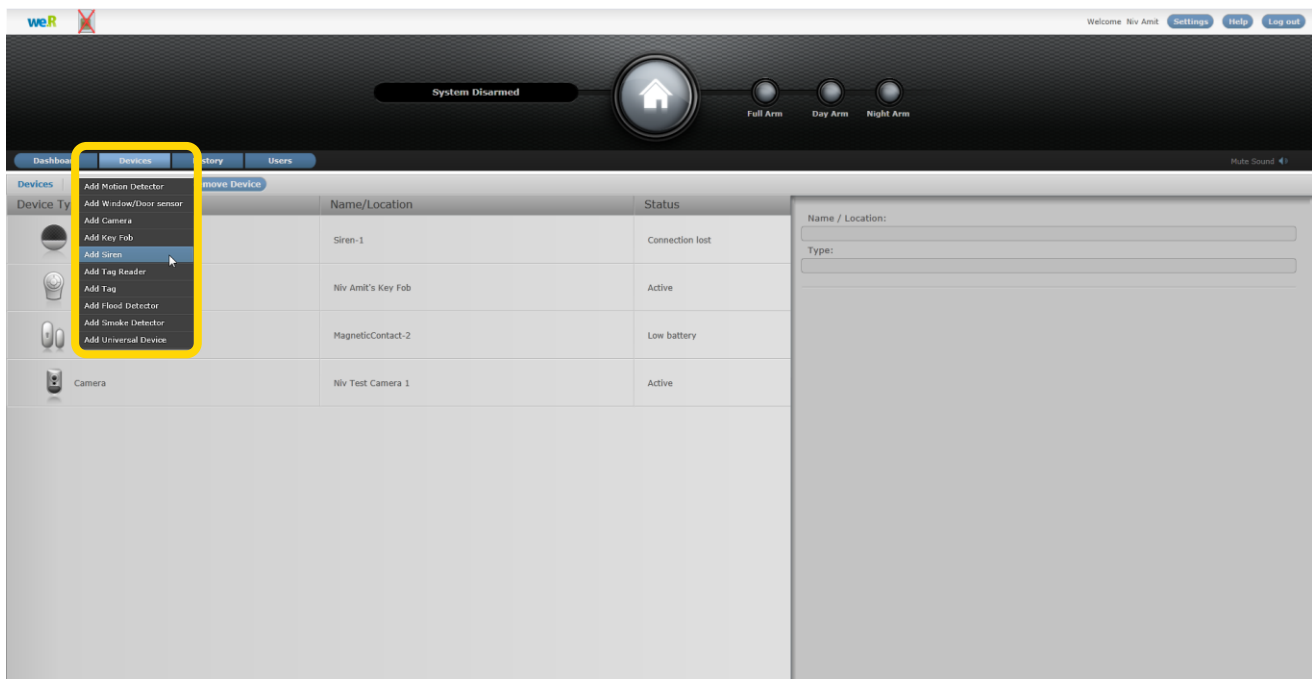 weR
Welcome Niv Amit Settings Help Log out
System Disarmed
Full Arm Day Arm Night Arm
Devices Users
Mute Sound
Devices Device
Add Motion Detector
Add Window/Door sensor
Add Camera
Add Key Fob
Add Siren
Add Tag Reader
Add Tag
Add Flood Detector
Add Smoke Detector
Add Universal Device
Device Name/Location Status
Siren-1 Connection lost
Niv Amit's Key Fob Active
MagneticContact-2 Low battery
Camera Niv Test Camera 1 Active
Name / Location:
Type: